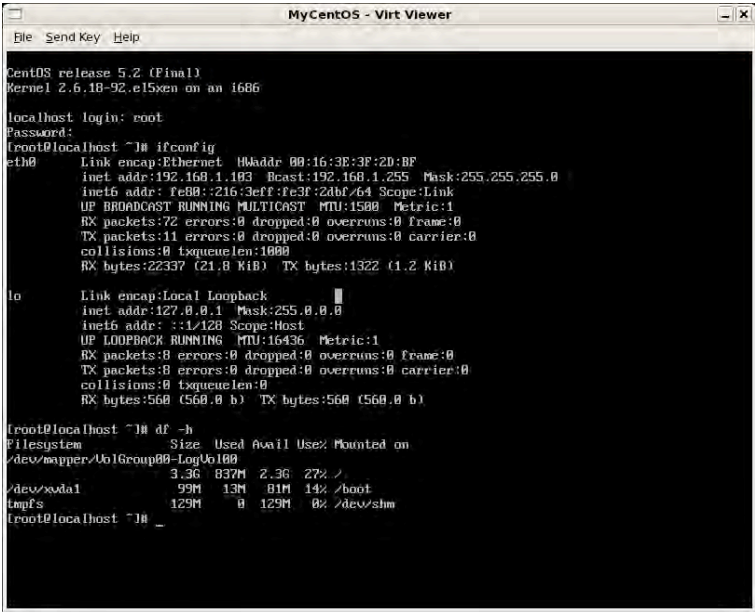 MyCentOS - Virt Viewer
File Send Key Help
CentOS release 5.2 (Final)
Kernel 2.6.18-92.el5xen on an i686
localhost login: root
Password:
[root@localhost ~]# ifconfig
eth0 Link encap:Ethernet HWaddr 00:16:3E:3F:2D:BF
inet addr:192.168.1.103 Bcast:192.168.1.255 Mask:255.255.255.0
inet6 addr: fe80::216:3eff:fe3f:2dbf/64 Scope:Link
UP BROADCAST RUNNING MULTICAST MTU:1500 Metric:1
RX packets:72 errors:0 dropped:0 overruns:0 frame:0
TX packets:11 errors:0 dropped:0 overruns:0 carrier:0
collisions:0 txqueuelen:1000
RX bytes:22337 (21.8 KiB) TX bytes:1322 (1.2 KiB)
lo Link encap:Local Loopback
inet addr:127.0.0.1 Mask:255.0.0.0
inet6 addr: ::1/128 Scope:Host
UP LOOPBACK RUNNING MTU:16436 Metric:1
RX packets:8 errors:0 dropped:0 overruns:0 frame:0
TX packets:8 errors:0 dropped:0 overruns:0 carrier:0
collisions:0 txqueuelen:0
RX bytes:560 (560.0 b) TX bytes:560 (560.0 b)
[root@localhost ~]# df -h
Filesystem Size Used Avail Use% Mounted on
/dev/mapper/VolGroup00-LogVol00
3.3G 837M 2.3G 27% /
/dev/xvda1 99M 13M 81M 14% /boot
tmpfs 129M 0 129M 0% /dev/shm
[root@localhost ~]# _